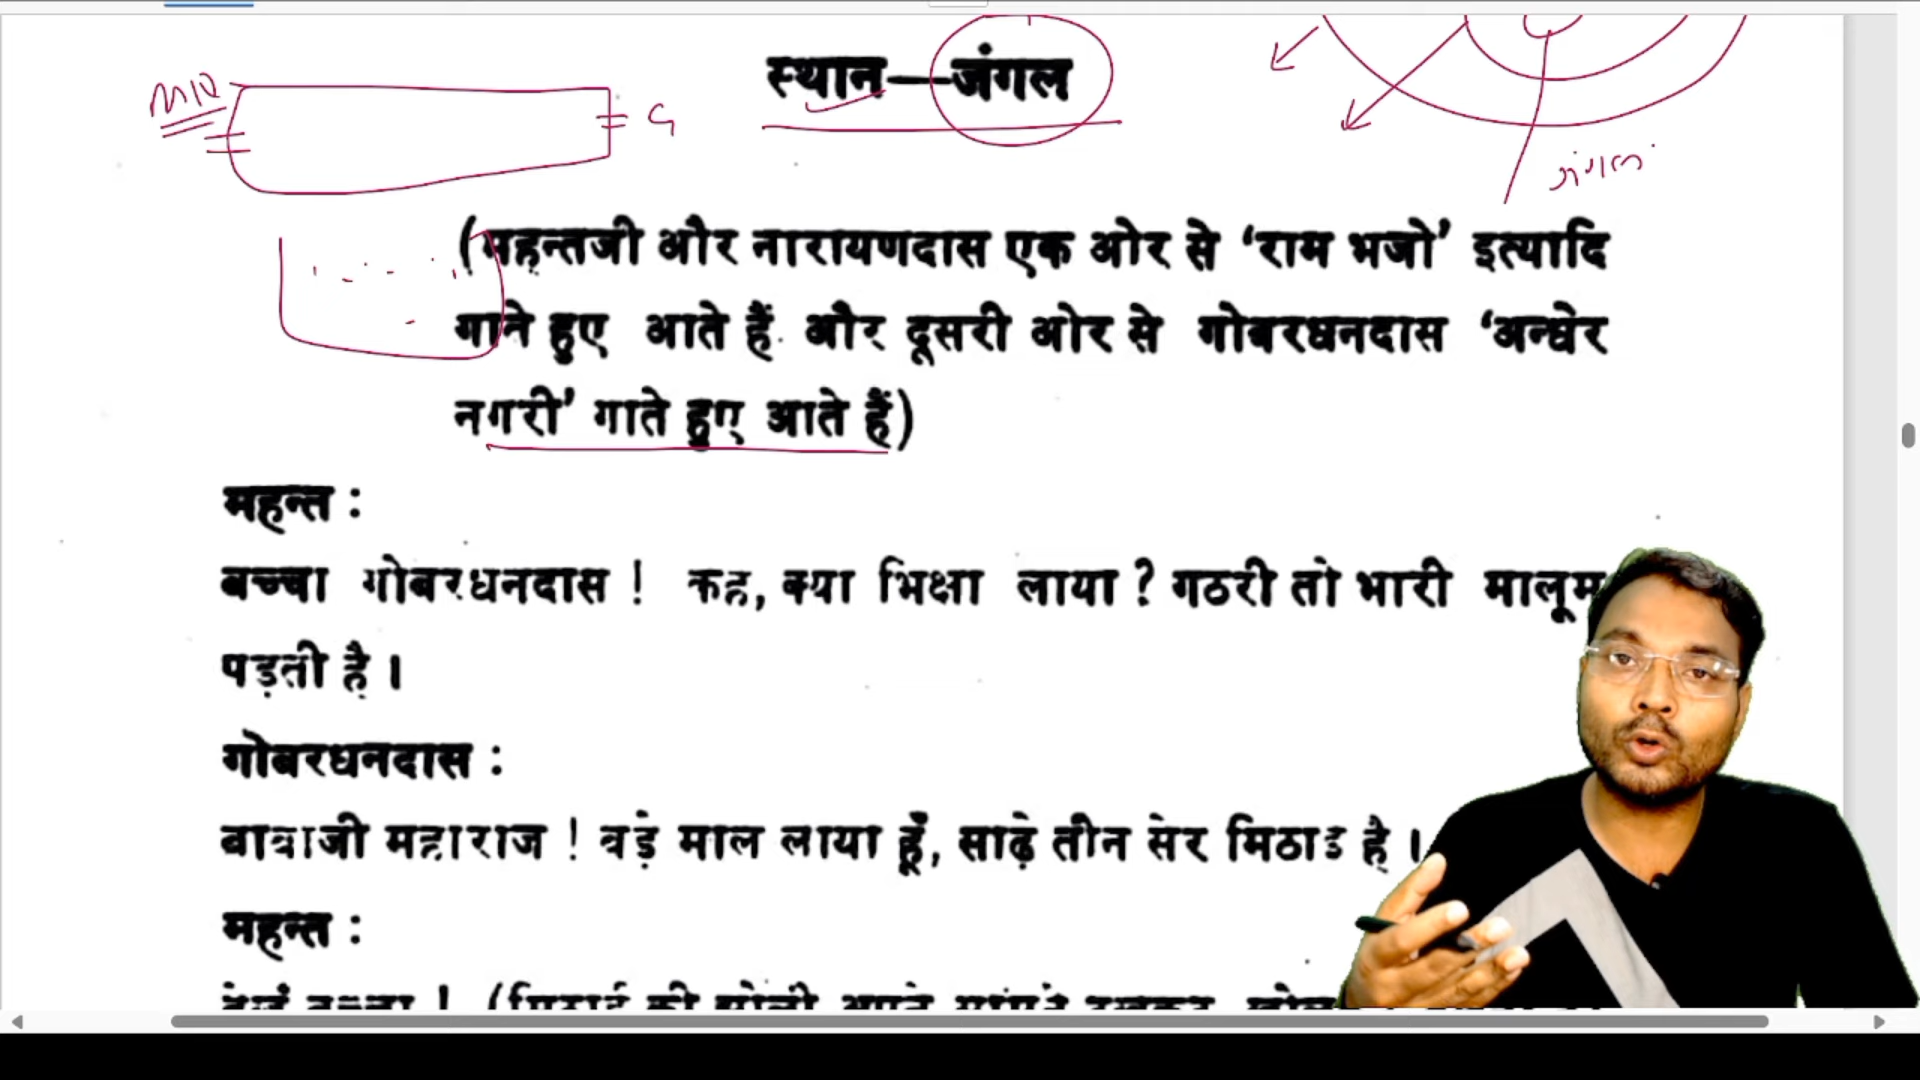 स्थान—जंगल
(महन्तजी और नारायणदास एक ओर से ‘राम भजो’ इत्यादि
गाते हुए आते हैं और दूसरी ओर से गोबरधनदास ‘अन्धेर
नगरी’ गाते हुए आते हैं)
महन्त :
बच्चा गोबरधनदास ! कह, क्या भिक्षा लाया ? गठरी तो भारी मालूम
पड़ती है ।
गोबरधनदास :
बाबाजी महाराज ! बड़े माल लाया हूँ, साढ़े तीन सेर मिठाई है ।
महन्त :